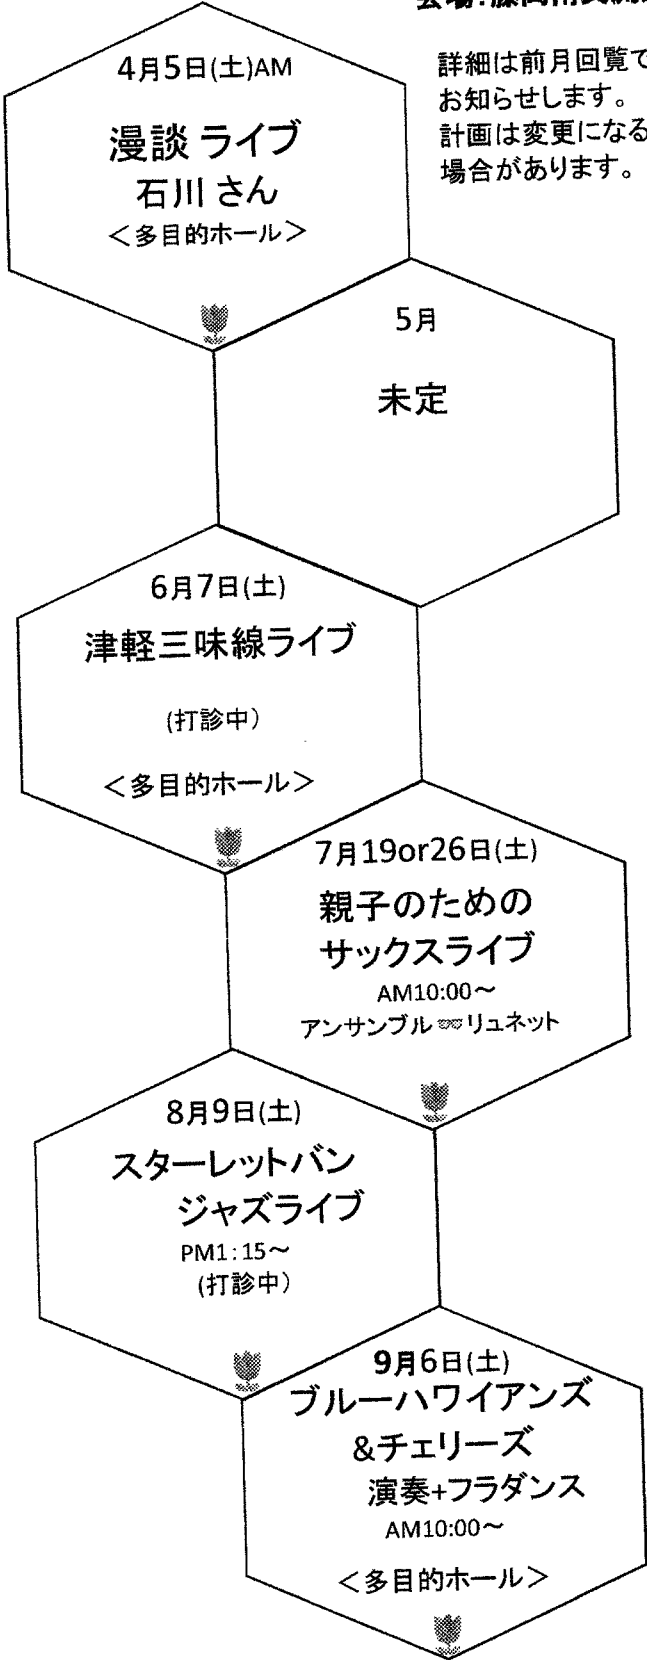 詳細は前月回覧で
お知らせします。
計画は変更になる
場合があります。
4月5日(土)AM
漫談 ライブ
石川 さん
＜多目的ホール＞
5月
未定
6月7日(土)
津軽三味線ライブ
(打診中)
＜多目的ホール＞
7月19or26日(土)
親子のための
サックスライブ
AM10:00～
アンサンブル リュネット
8月9日(土)
スターレットバン
ジャズライブ
PM1:15～
(打診中)
9月6日(土)
ブルーハワイアンズ
&チェリーズ
演奏+フラダンス
AM10:00～
＜多目的ホール＞